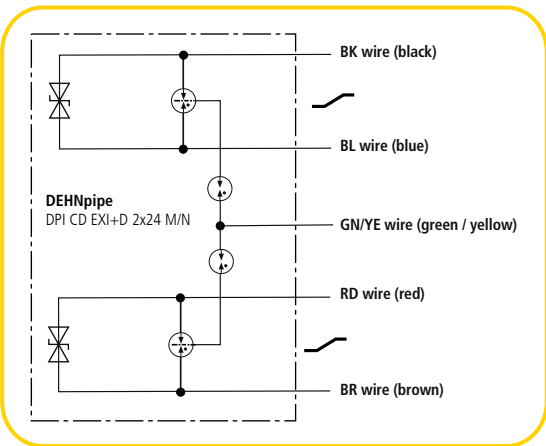 BK wire (black)
BL wire (blue)
DEHNpipe
DPI CD EXI+D 2x24 M/N
GN/YE wire (green / yellow)
RD wire (red)
BR wire (brown)